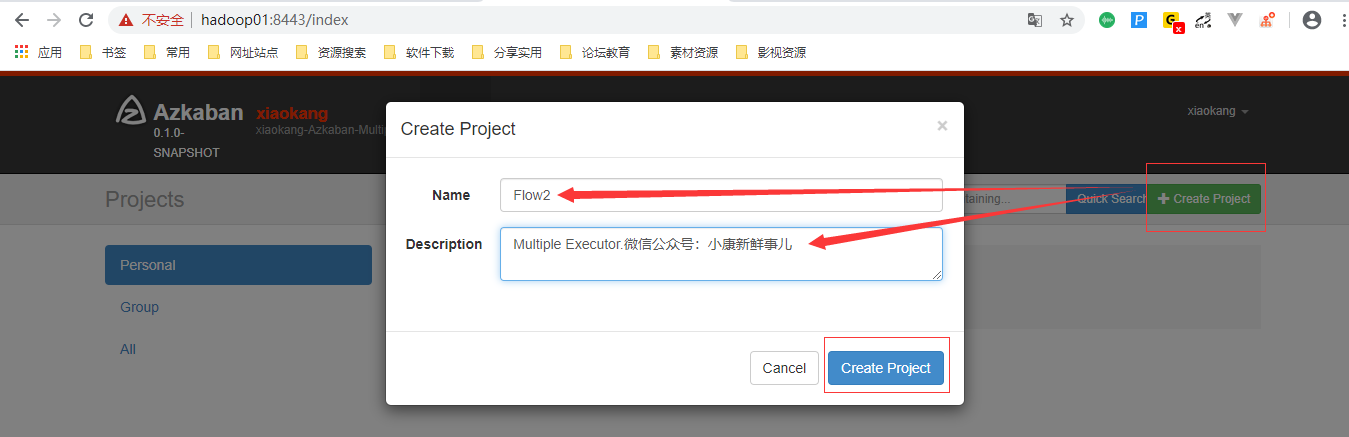 不安全 hadoop01:8443/index
应用 书签 常用 网址站点 资源搜索 软件下载 分享实用 论坛教育 素材资源 影视资源
Azkaban xiaokang xiaokang
0.1.0- xiaokang-Azkaban-Multip
SNAPSHOT
Create Project ×
Projects
Name Flow2
taining... Quick Search Create Project
Description Multiple Executor.微信公众号：小康新鲜事儿
Personal
Group
All
Cancel Create Project